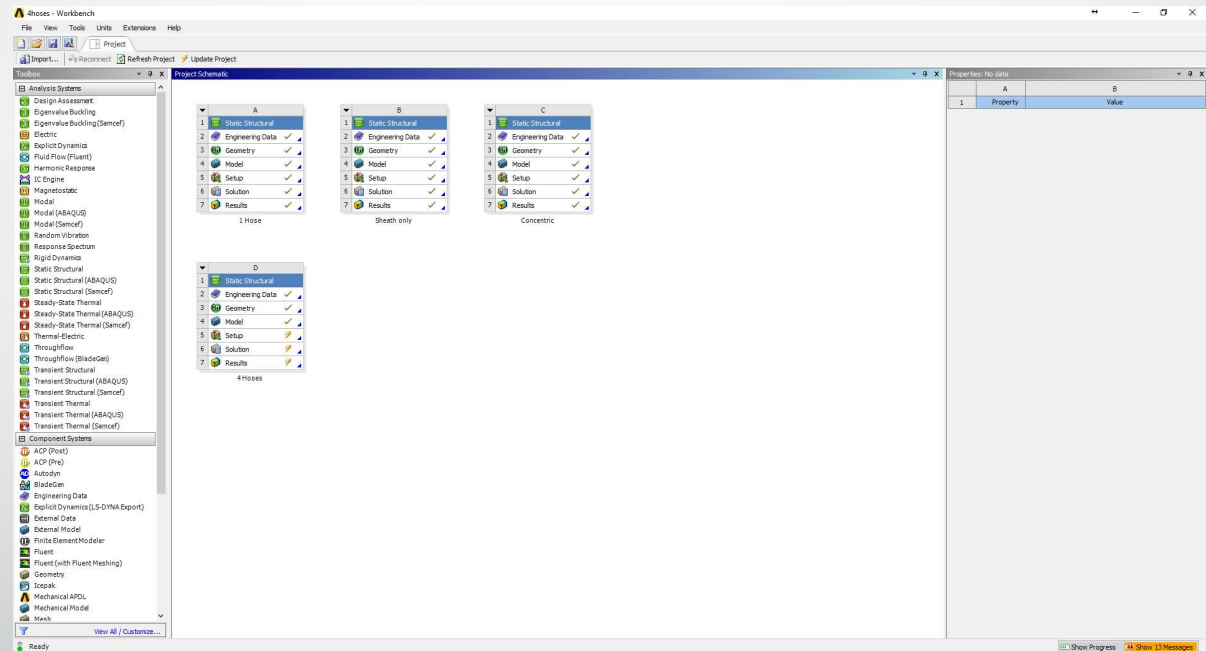 4hoses - Workbench
File View Tools Units Extensions Help
Project
Import... Reconnect Refresh Project Update Project
Toolbox
Analysis Systems
Design Assessment
Eigenvalue Buckling
Eigenvalue Buckling (Samcef)
Electric
Explicit Dynamics
Fluid Flow (Fluent)
Harmonic Response
IC Engine
Magnetostatic
Modal
Modal (ABAQUS)
Modal (Samcef)
Random Vibration
Response Spectrum
Rigid Dynamics
Static Structural
Static Structural (ABAQUS)
Static Structural (Samcef)
Steady-State Thermal
Steady-State Thermal (ABAQUS)
Steady-State Thermal (Samcef)
Thermal-Electric
Throughflow
Throughflow (BladeGen)
Transient Structural
Transient Structural (ABAQUS)
Transient Structural (Samcef)
Transient Thermal
Transient Thermal (ABAQUS)
Transient Thermal (Samcef)
Component Systems
ACP (Post)
ACP (Pre)
Autodyn
BladeGen
Engineering Data
Explicit Dynamics (LS-DYNA Export)
External Data
External Model
Finite Element Modeler
Fluent
Fluent (with Fluent Meshing)
Geometry
Icepak
Mechanical APDL
Mechanical Model
Mesh
View All / Customize...
Project Schematic
A
1 Static Structural
2 Engineering Data
3 Geometry
4 Model
5 Setup
6 Solution
7 Results
1 Hose
B
1 Static Structural
2 Engineering Data
3 Geometry
4 Model
5 Setup
6 Solution
7 Results
Sheath only
C
1 Static Structural
2 Engineering Data
3 Geometry
4 Model
5 Setup
6 Solution
7 Results
Concentric
D
1 Static Structural
2 Engineering Data
3 Geometry
4 Model
5 Setup
6 Solution
7 Results
4 Hoses
Properties: No data
A B
1 Property Value
Ready
Show Progress Show 13 Messages